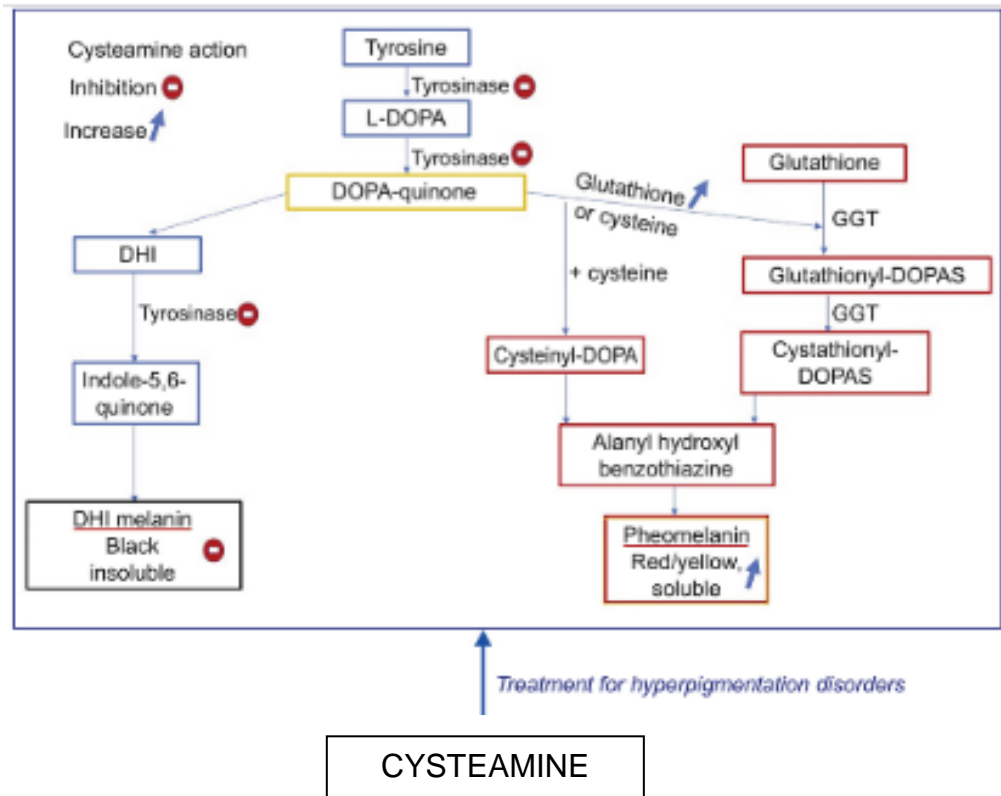 Cysteamine action
Inhibition
Increase
Tyrosine
Tyrosinase
L-DOPA
Tyrosinase
DOPA-quinone
Glutathione
or cysteine
Glutathione
GGT
DHI
+ cysteine
Glutathionyl-DOPAS
Tyrosinase
GGT
Cysteinyl-DOPA
Cystathionyl-
DOPAS
Indole-5,6-
quinone
Alanyl hydroxyl
benzothiazine
DHI melanin
Black
insoluble
Pheomelanin
Red/yellow,
soluble
Treatment for hyperpigmentation disorders
CYSTEAMINE